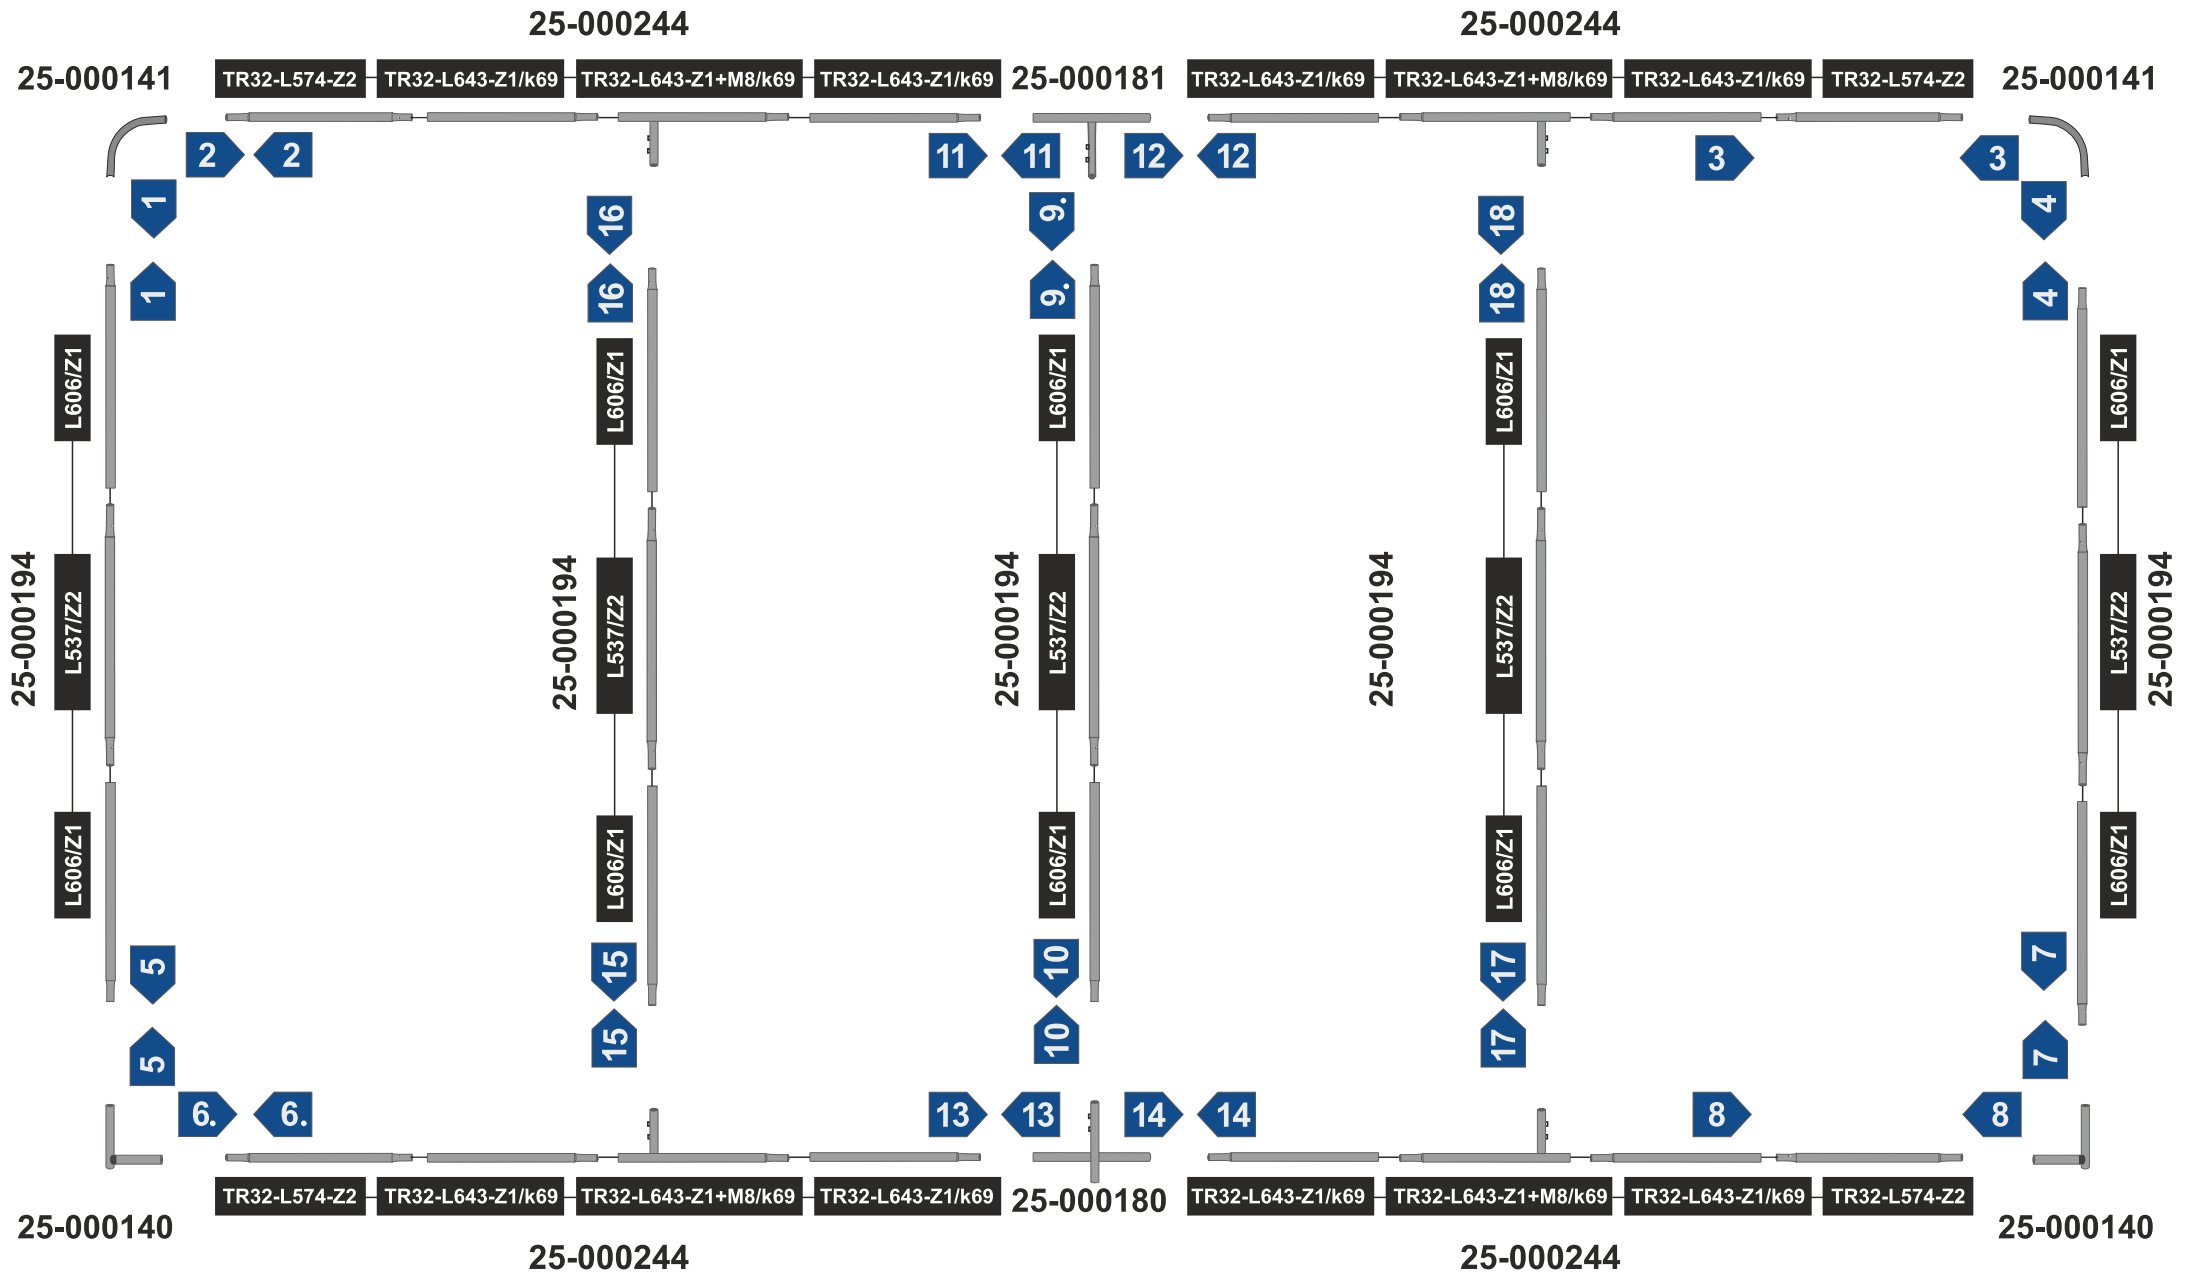 25-000244 25-000244
25-000141 TR32-L574-Z2 TR32-L643-Z1/k69 TR32-L643-Z1+M8/k69 TR32-L643-Z1/k69 25-000181 TR32-L643-Z1/k69 TR32-L643-Z1+M8/k69 TR32-L643-Z1/k69 TR32-L574-Z2 25-000141
2 2 11 11 12 12 3 3
1 16 9. 18 4
1 16 9. 18 4
L606/Z1 L606/Z1 L606/Z1 L606/Z1 L606/Z1
25-000194 L537/Z2 25-000194 L537/Z2 25-000194 L537/Z2 25-000194 L537/Z2 L537/Z2 25-000194
L606/Z1 L606/Z1 L606/Z1 L606/Z1 L606/Z1
5 15 10 17 7
5 15 10 17 7
6. 6. 13 13 14 14 8 8
TR32-L574-Z2 TR32-L643-Z1/k69 TR32-L643-Z1+M8/k69 TR32-L643-Z1/k69 25-000180 TR32-L643-Z1/k69 TR32-L643-Z1+M8/k69 TR32-L643-Z1/k69 TR32-L574-Z2
25-000140 25-000140
25-000244 25-000244